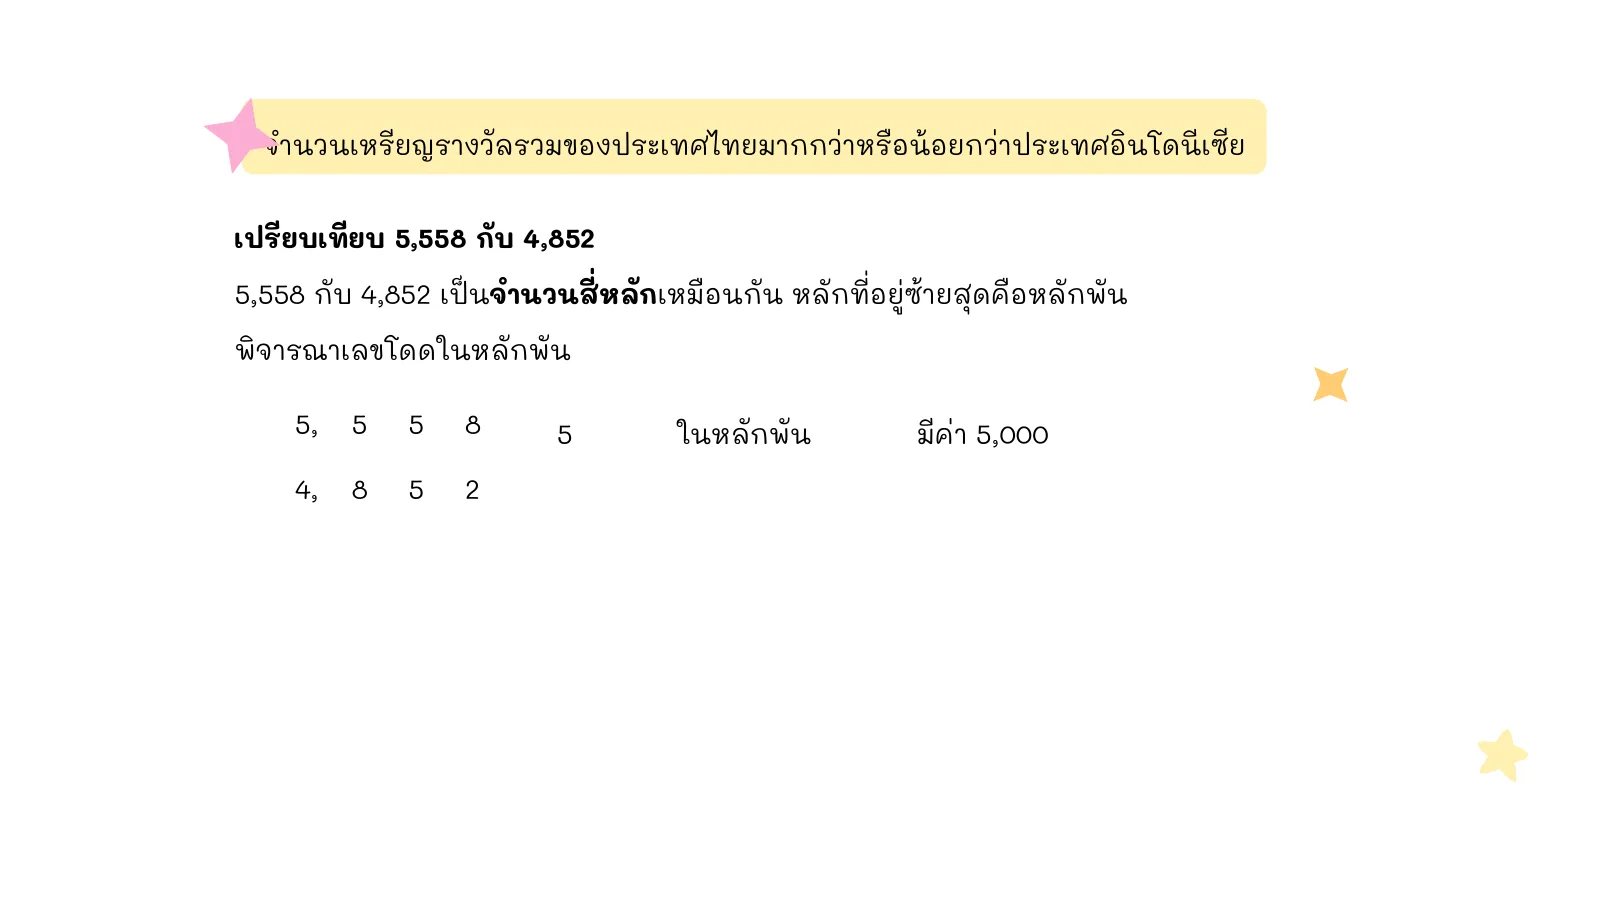 จำนวนเหรียญรางวัลรวมของประเทศไทยมากกว่าหรือน้อยกว่าประเทศอินโดนีเซีย
เปรียบเทียบ 5,558 กับ 4,852
5,558 กับ 4,852 เป็นจำนวนสี่หลักเหมือนกัน หลักที่อยู่ซ้ายสุดคือหลักพัน
พิจารณาเลขโดดในหลักพัน
5, 5 5 8 5 ในหลักพัน มีค่า 5,000
4, 8 5 2